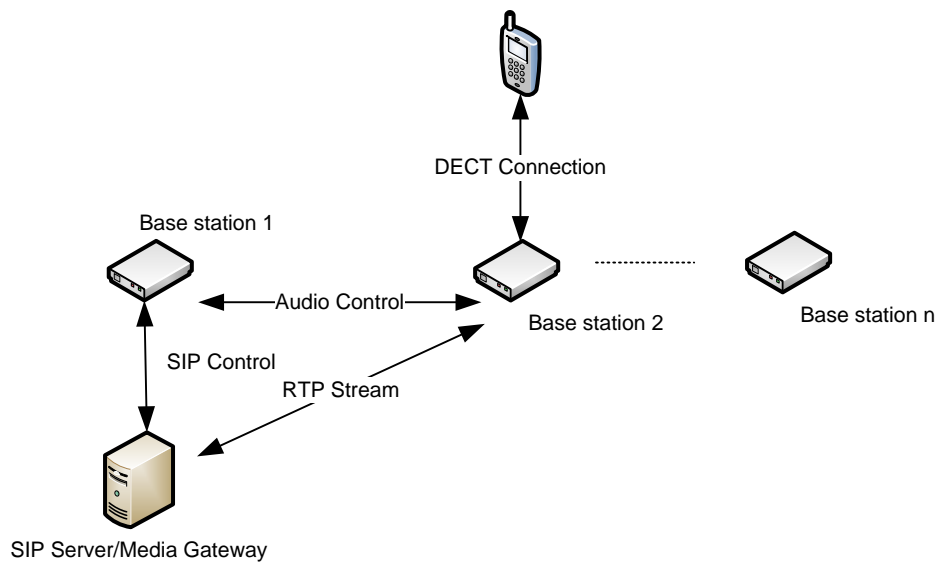 DECT Connection
Base station 1
Audio Control
Base station 2
Base station n
SIP Control
RTP Stream
SIP Server/Media Gateway